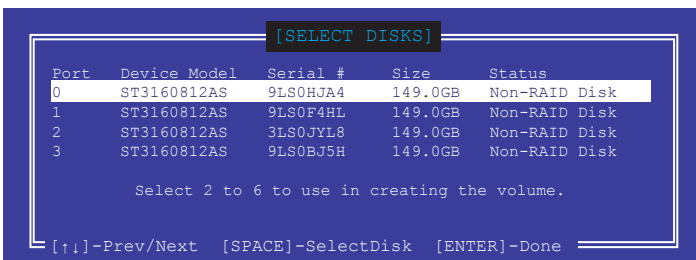 [SELECT DISKS]
Port Device Model Serial # Size Status
0 ST3160812AS 9LS0HJA4 149.0GB Non-RAID Disk
1 ST3160812AS 9LS0F4HL 149.0GB Non-RAID Disk
2 ST3160812AS 3LS0JYL8 149.0GB Non-RAID Disk
3 ST3160812AS 9LS0BJ5H 149.0GB Non-RAID Disk
Select 2 to 6 to use in creating the volume.
[↑↓]-Prev/Next [SPACE]-SelectDisk [ENTER]-Done